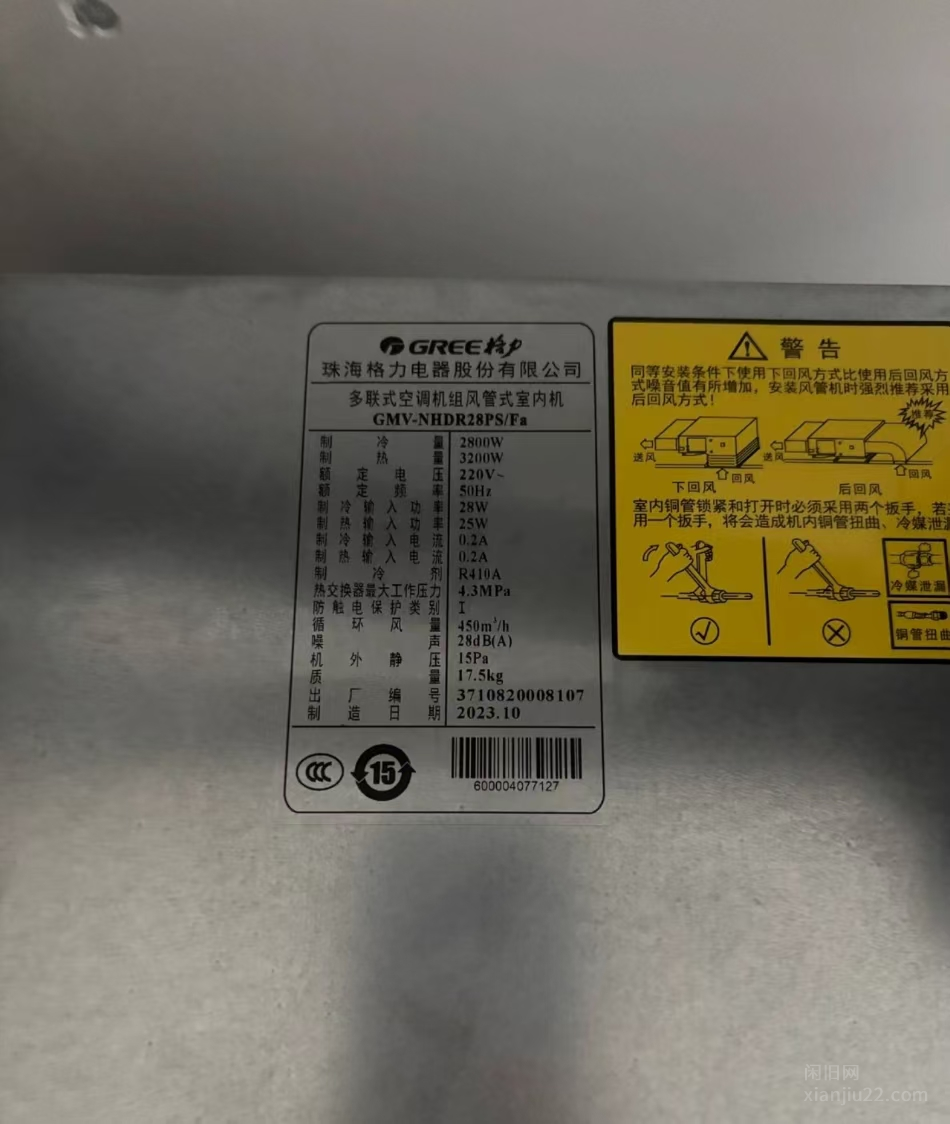 GREE 格力
珠海格力电器股份有限公司
多联式空调机组风管式室内机
GMV-NHDR28PS/Fa
制冷量 2800W
制热量 3200W
额定电压 220V~
额定频率 50Hz
制冷输入功率 28W
制热输入功率 25W
制冷输入电流 0.2A
制热输入电流 0.2A
制冷剂 R410A
热交换器最大工作压力 4.3MPa
防触电保护类别 I
循环风量 450m³/h
噪声 28dB(A)
机外静压 15Pa
质量 17.5kg
出厂编号 3710820008107
制造日期 2023.10
CCC
15
600004077127
警告
同等安装条件下使用下回风方式比使用后回风方
式噪音值有所增加，安装风管机时强烈推荐采用
后回风方式！
推荐
送风
回风
下回风
送风
回风
后回风
室内铜管锁紧和打开时必须采用两个扳手，若
用一个扳手，将会造成机内铜管扭曲、冷媒泄漏
冷媒泄漏
铜管扭曲
闲旧网
xianjiu22.com